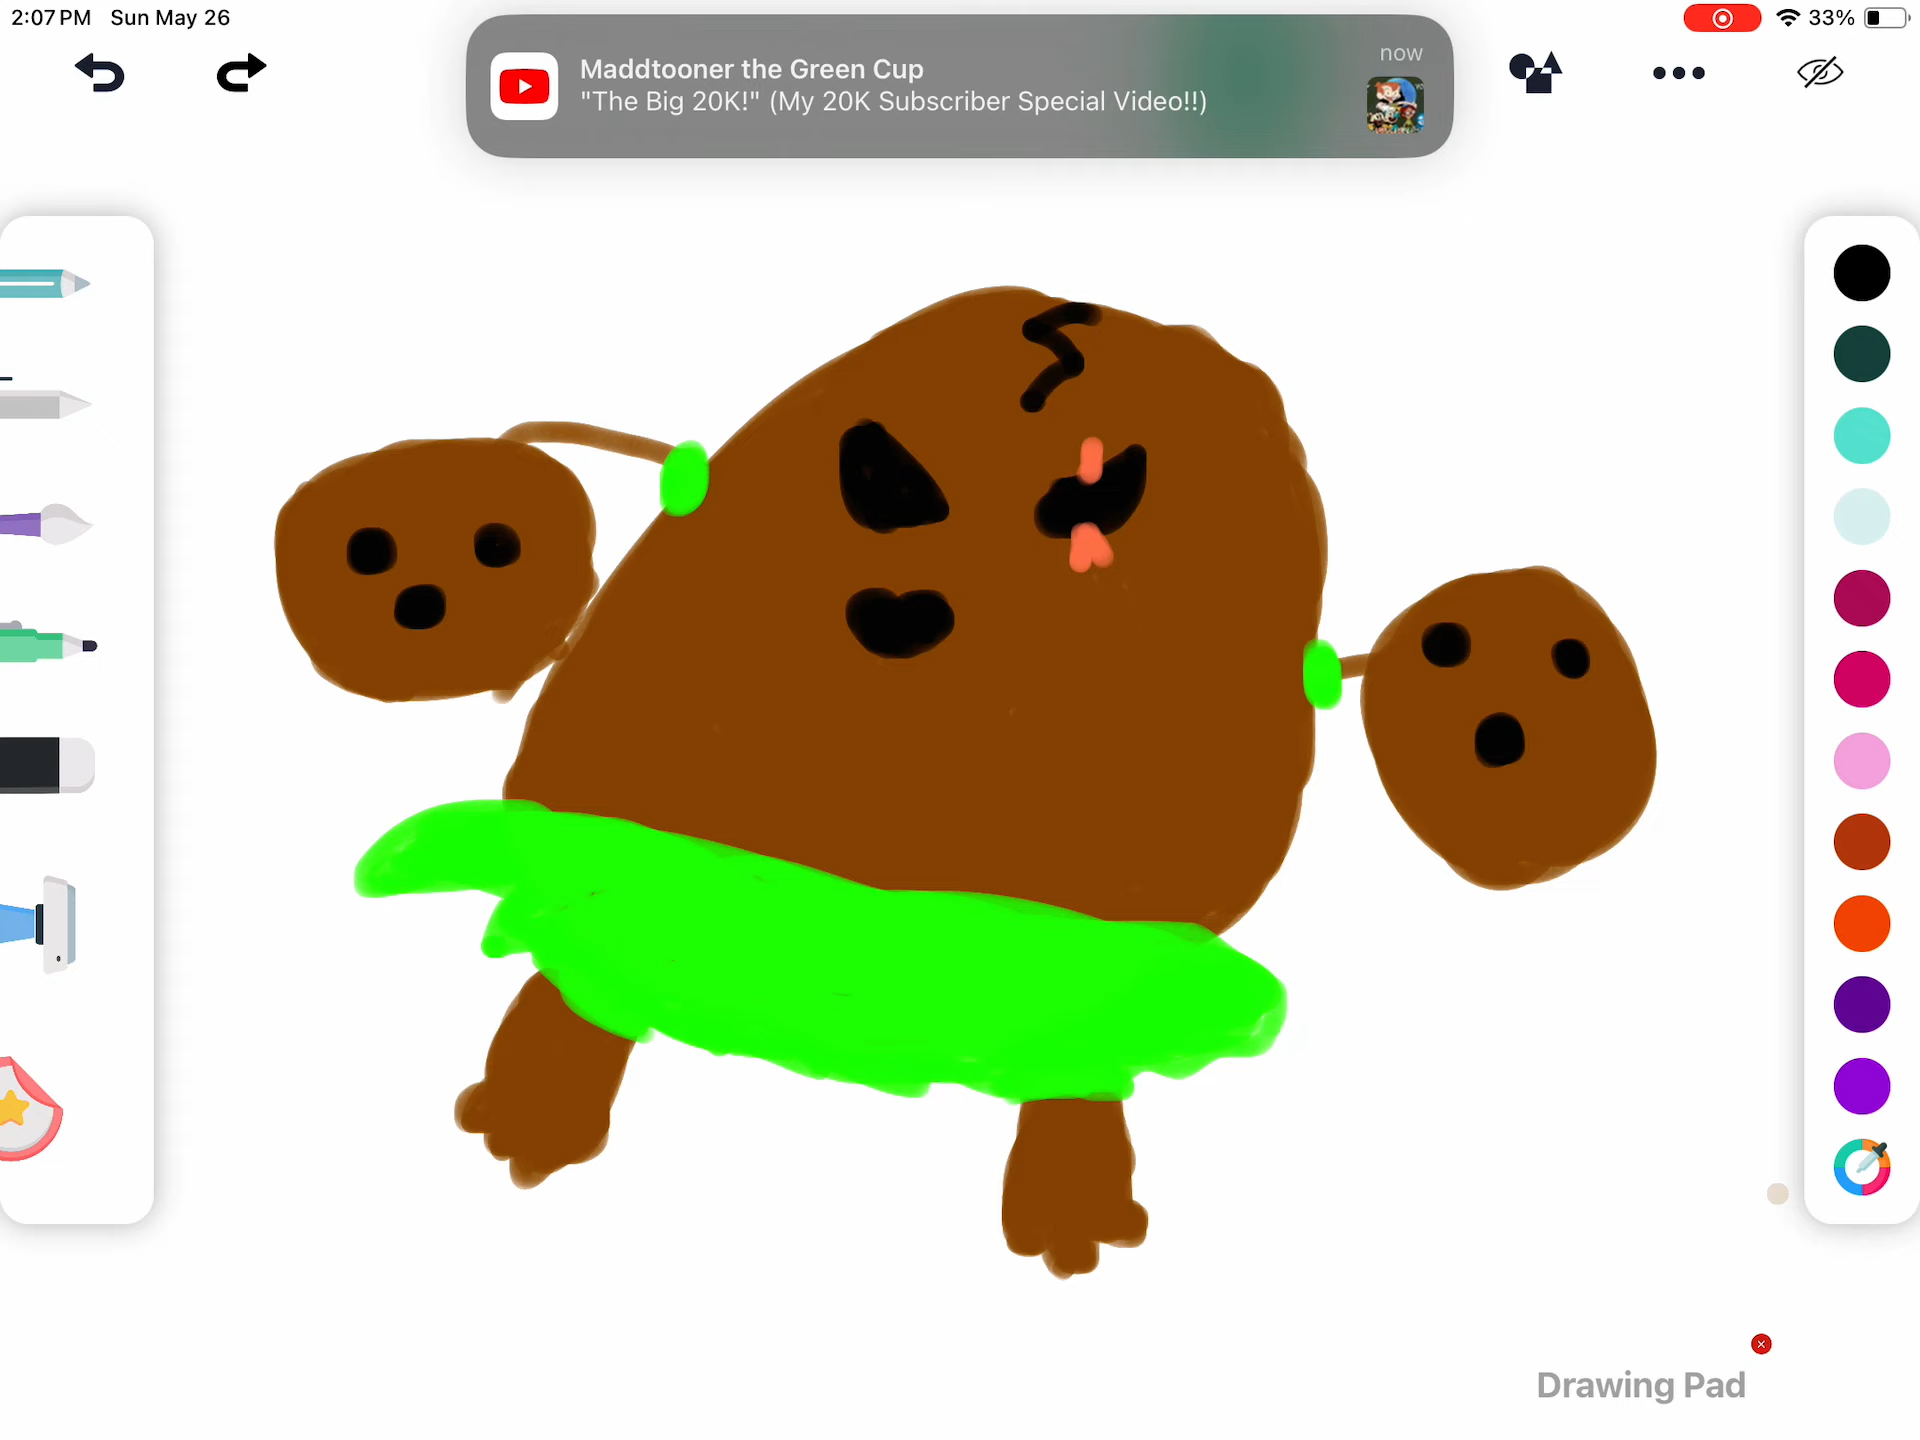 2:07 PM Sun May 26
33%
now
Maddtooner the Green Cup
"The Big 20K!" (My 20K Subscriber Special Video!!)
Drawing Pad